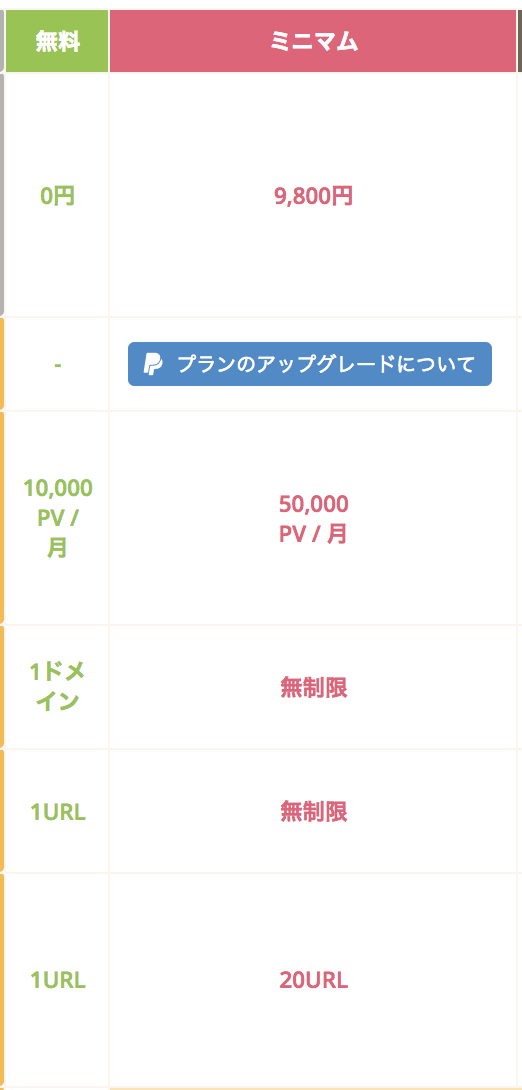 無料
ミニマム
0円
9,800円
-
プランのアップグレードについて
10,000
PV /
月
50,000
PV / 月
1ドメ
イン
無制限
1URL
無制限
1URL
20URL